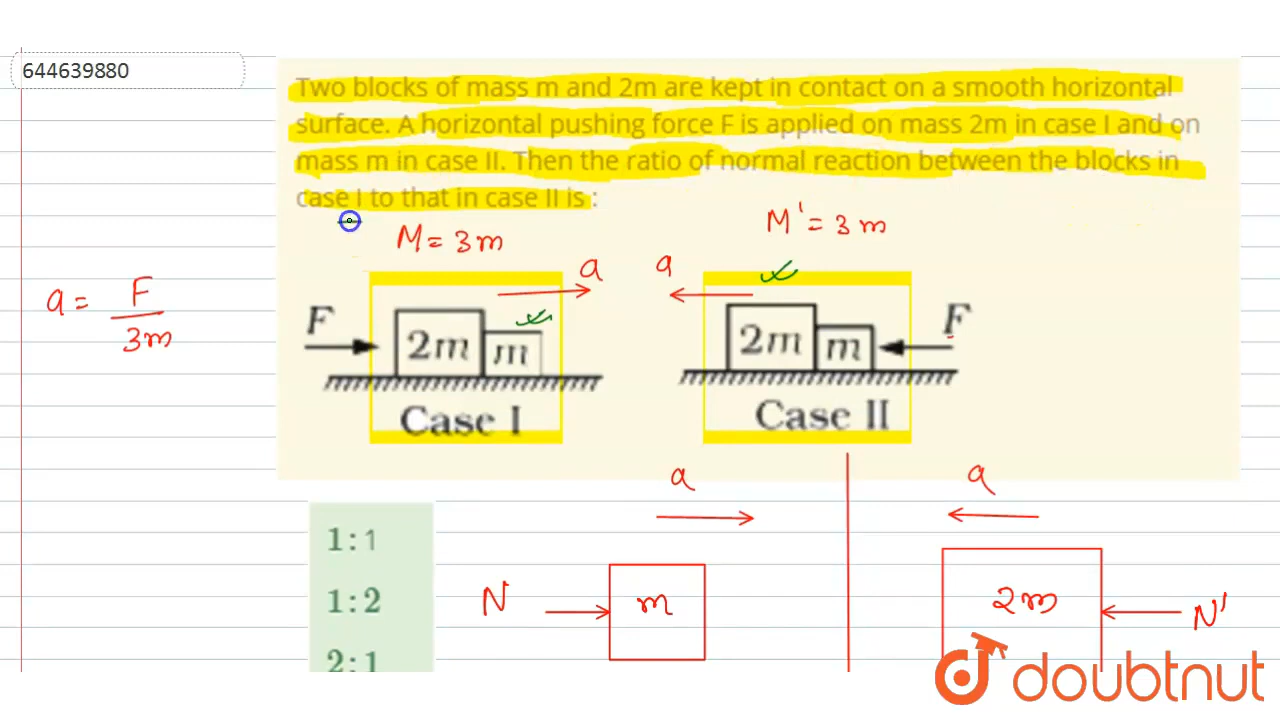 644639880
Two blocks of mass m and 2m are kept in contact on a smooth horizontal
surface. A horizontal pushing force F is applied on mass 2m in case I and on
mass m in case II. Then the ratio of normal reaction between the blocks in
case I to that in case II is :
M = 3m
M' = 3m
a
a
a = F / 3m
F
2m
m
2m
m
F
Case I
Case II
a
a
1 : 1
1 : 2
2 : 1
N
m
2m
N'
doubtnut